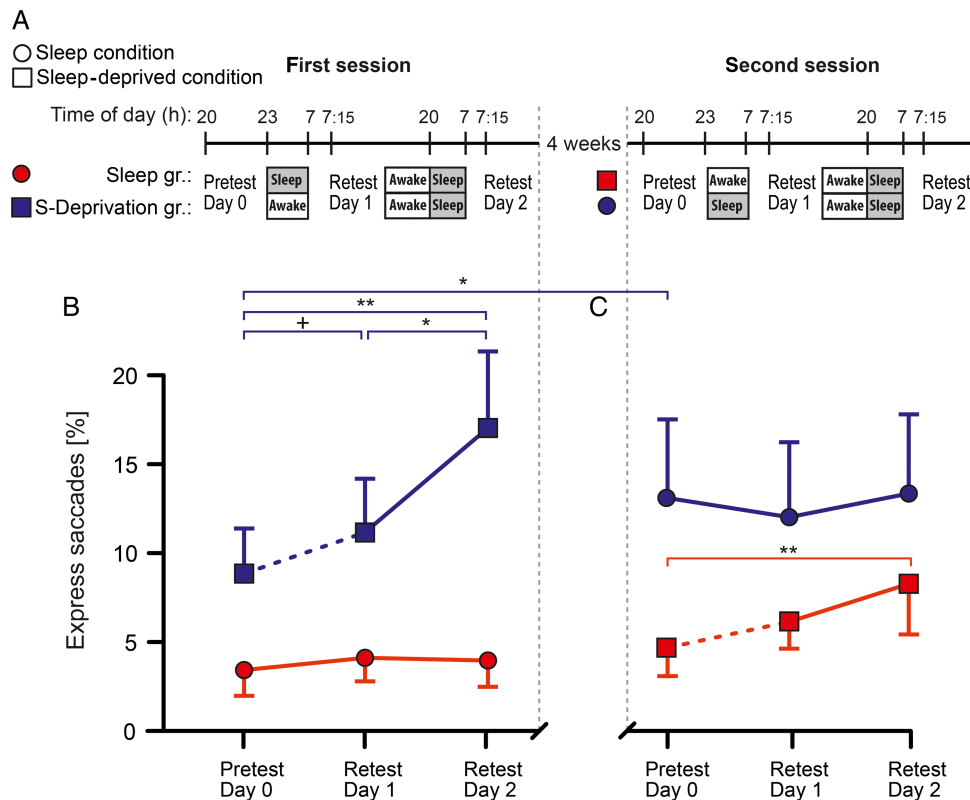 A
Sleep condition
Sleep-deprived condition
First session
Second session
Time of day (h): 20 23 7 7:15 20 7 7:15 4 weeks 20 23 7 7:15 20 7 7:15
Sleep gr.: Pretest Day 0 Sleep Retest Day 1 Awake Sleep Retest Day 2 Pretest Day 0 Awake Retest Day 1 Awake Sleep Retest Day 2
S-Deprivation gr.: Awake Awake Sleep Sleep Awake Sleep
B
C
*
**
+ *
**
Express saccades [%]
20
15
10
5
0
Pretest Day 0
Retest Day 1
Retest Day 2
Pretest Day 0
Retest Day 1
Retest Day 2